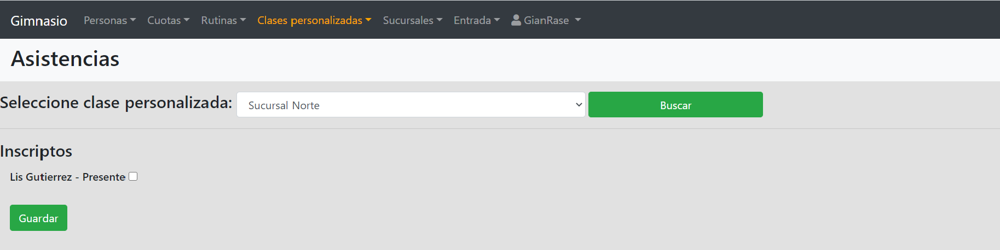 Gimnasio Personas Cuotas Rutinas Clases personalizadas Sucursales Entrada GianRase
Asistencias
Seleccione clase personalizada: Sucursal Norte Buscar
Inscriptos
Lis Gutierrez - Presente
Guardar